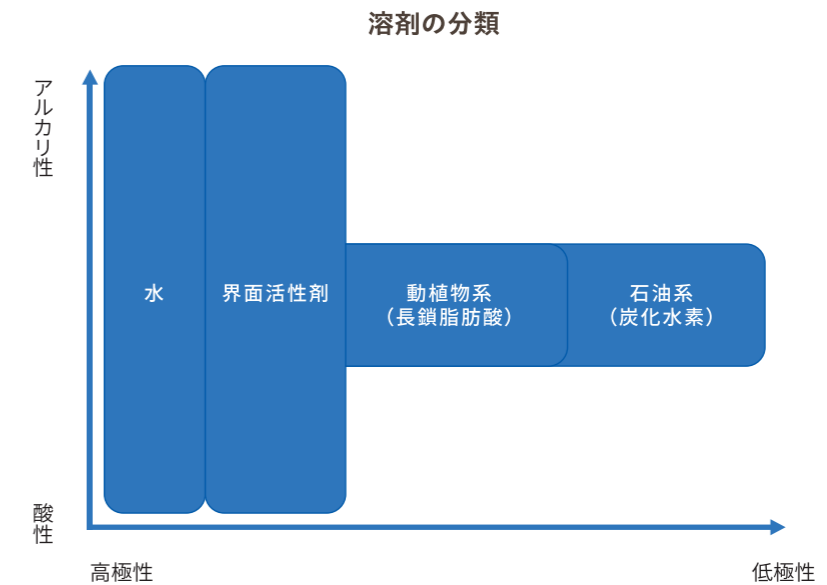 溶剤の分類
アルカリ性
水
界面活性剤
動植物系
（長鎖脂肪酸）
石油系
（炭化水素）
酸性
高極性
低極性